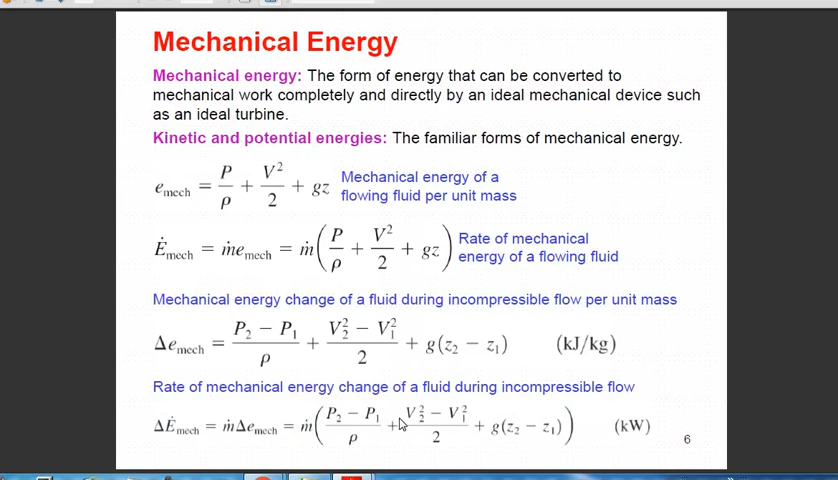 Mechanical Energy
Mechanical energy: The form of energy that can be converted to
mechanical work completely and directly by an ideal mechanical device such
as an ideal turbine.
Kinetic and potential energies: The familiar forms of mechanical energy.
e_mech = P/ρ + V²/2 + gz Mechanical energy of a
flowing fluid per unit mass
Ė_mech = ṁe_mech = ṁ(P/ρ + V²/2 + gz) Rate of mechanical
energy of a flowing fluid
Mechanical energy change of a fluid during incompressible flow per unit mass
Δe_mech = (P₂ − P₁)/ρ + (V₂² − V₁²)/2 + g(z₂ − z₁) (kJ/kg)
Rate of mechanical energy change of a fluid during incompressible flow
ΔĖ_mech = ṁΔe_mech = ṁ((P₂ − P₁)/ρ + (V₂² − V₁²)/2 + g(z₂ − z₁)) (kW)
6